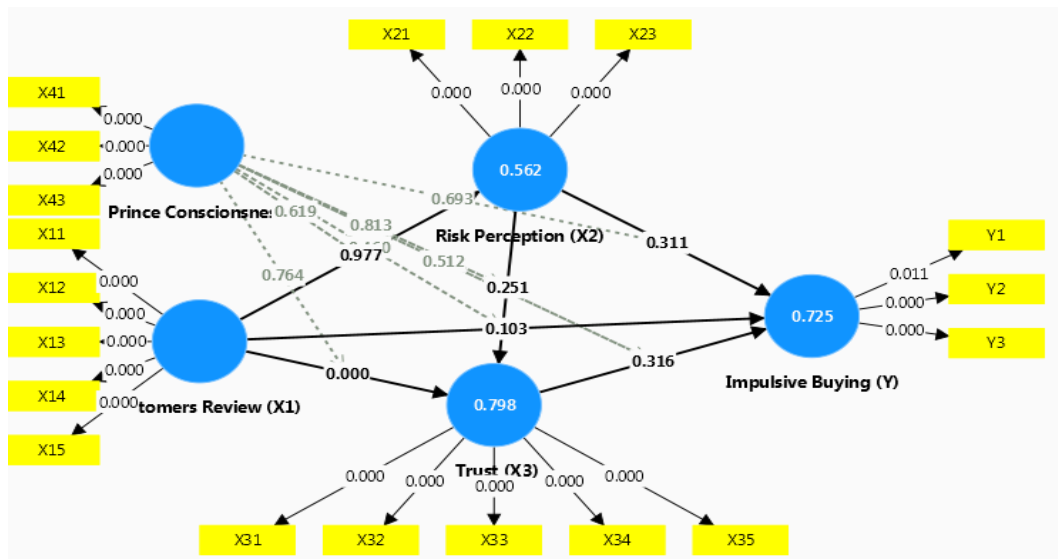 X21
X22
X23
X41
0.000
0.000
0.000
0.000
X42
0.000
0.562
X43
0.000
0.693
Prince Conscionsne
0.619
0.813
Risk Perception (X2)
0.311
X11
0.977
0.512
Y1
0.000
0.764
0.251
0.011
X12
0.000
Y2
0.000
0.725
X13
0.000
0.103
0.000
Y3
0.000
0.000
0.316
Impulsive Buying (Y)
X14
0.000
tomers Review (X1)
0.798
X15
Trust (X3)
0.000
0.000
0.000
0.000
0.000
X31
X32
X33
X34
X35